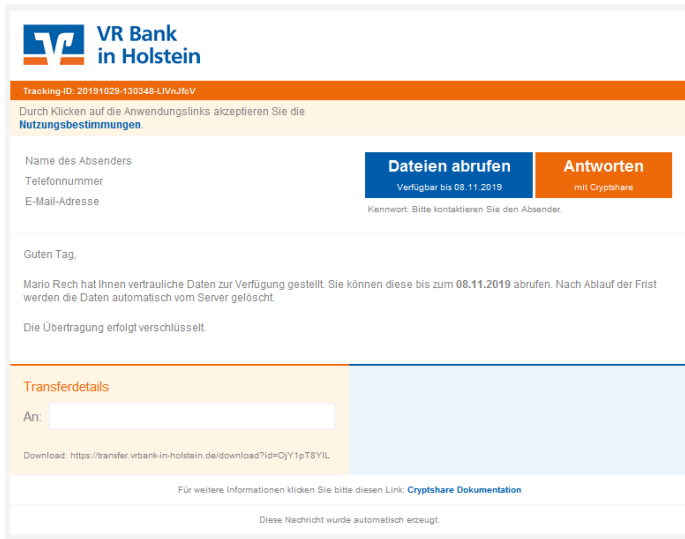 VR Bank
in Holstein
Tracking-ID: 20191029-130348-LIVnJfcV
Durch Klicken auf die Anwendungslinks akzeptieren Sie die
Nutzungsbestimmungen.
Name des Absenders
Telefonnummer
E-Mail-Adresse
Dateien abrufen
Verfügbar bis 08.11.2019
Antworten
mit Cryptshare
Kennwort: Bitte kontaktieren Sie den Absender.
Guten Tag,
Mario Rech hat Ihnen vertrauliche Daten zur Verfügung gestellt. Sie können diese bis zum 08.11.2019 abrufen. Nach Ablauf der Frist
werden die Daten automatisch vom Server gelöscht.
Die Übertragung erfolgt verschlüsselt.
Transferdetails
An:
Download: https://transfer.vrbank-in-holstein.de/download?id=OjY1pT8YIL
Für weitere Informationen klicken Sie bitte diesen Link: Cryptshare Dokumentation
Diese Nachricht wurde automatisch erzeugt.